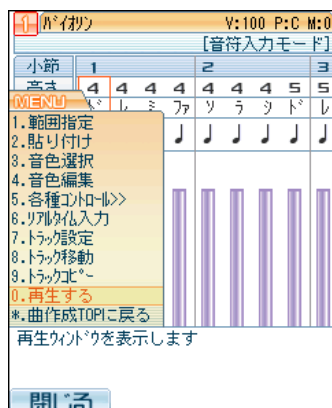 1 ﾊﾞｲｵﾘﾝ V:100 P:C M:0
[音符入力モード]
小節 1 2 3
高さ 4 4 4 4 4 4 4 5 5
ﾄﾞ ﾚ ﾐ ﾌｧ ｿ ﾗ ｼ ﾄﾞ ﾚ
MENU
1.範囲指定
2.貼り付け
3.音色選択
4.音色編集
5.各種ｺﾝﾄﾛｰﾙ>>
6.ﾘｱﾙﾀｲﾑ入力
7.ﾄﾗｯｸ設定
8.ﾄﾗｯｸ移動
9.ﾄﾗｯｸｺﾋﾟｰ
0.再生する
*.曲作成TOPに戻る
再生ｳｨﾝﾄﾞｳを表示します
閉じる